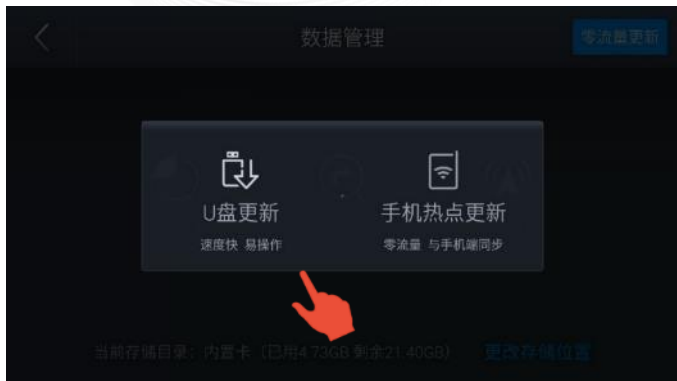 数据管理
零流量更新
U盘更新
手机热点更新
速度快 易操作
零流量 与手机端同步
当前存储目录：内置卡（已用4.73GB 剩余21.40GB）
更改存储位置